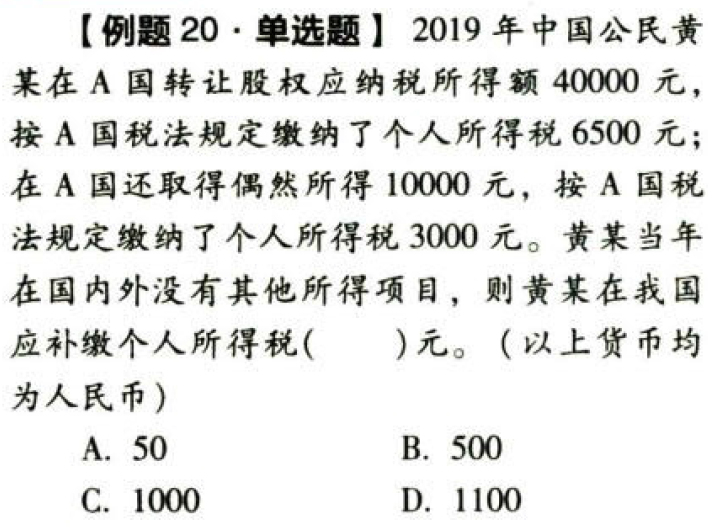 【例题 20·单选题】 2019 年中国公民黄
某在 A 国转让股权应纳税所得额 40000 元，
按 A 国税法规定缴纳了个人所得税 6500 元；
在 A 国还取得偶然所得 10000 元，按 A 国税
法规定缴纳了个人所得税 3000 元。黄某当年
在国内外没有其他所得项目，则黄某在我国
应补缴个人所得税(　　)元。(以上货币均
为人民币)
A. 50　　B. 500
C. 1000　　D. 1100